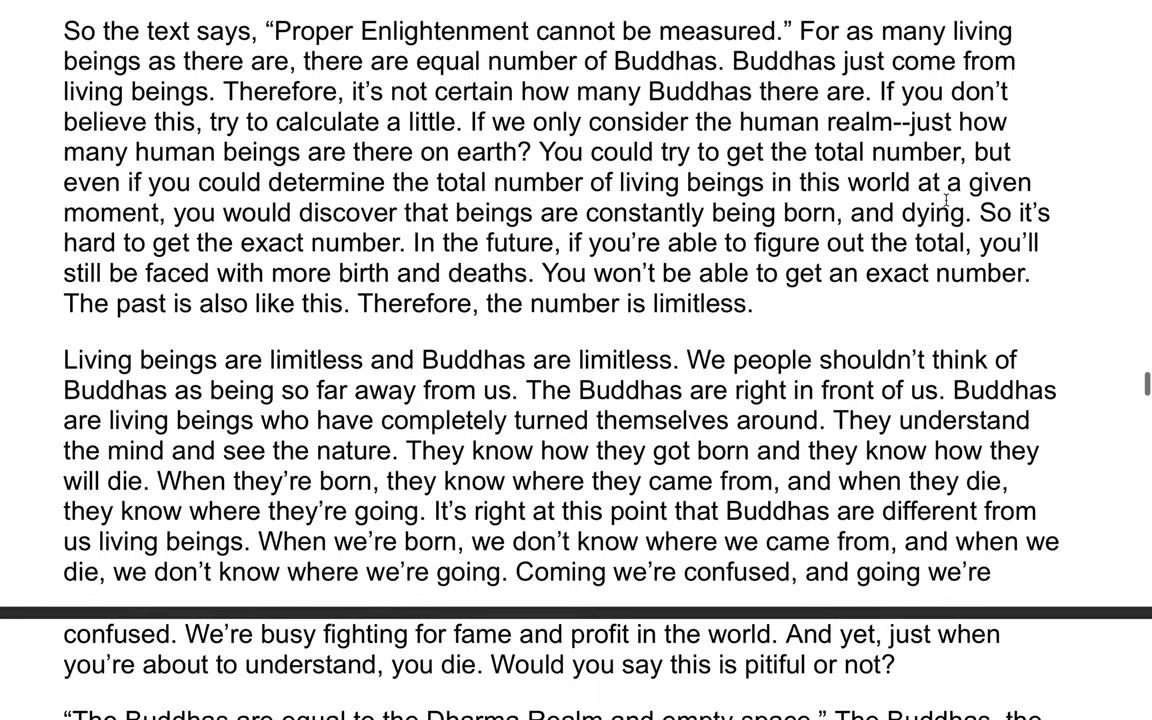 So the text says, “Proper Enlightenment cannot be measured.” For as many living
beings as there are, there are equal number of Buddhas. Buddhas just come from
living beings. Therefore, it’s not certain how many Buddhas there are. If you don’t
believe this, try to calculate a little. If we only consider the human realm--just how
many human beings are there on earth? You could try to get the total number, but
even if you could determine the total number of living beings in this world at a given
moment, you would discover that beings are constantly being born, and dying. So it’s
hard to get the exact number. In the future, if you’re able to figure out the total, you’ll
still be faced with more birth and deaths. You won’t be able to get an exact number.
The past is also like this. Therefore, the number is limitless.
Living beings are limitless and Buddhas are limitless. We people shouldn’t think of
Buddhas as being so far away from us. The Buddhas are right in front of us. Buddhas
are living beings who have completely turned themselves around. They understand
the mind and see the nature. They know how they got born and they know how they
will die. When they’re born, they know where they came from, and when they die,
they know where they’re going. It’s right at this point that Buddhas are different from
us living beings. When we’re born, we don’t know where we came from, and when we
die, we don’t know where we’re going. Coming we’re confused, and going we’re
confused. We’re busy fighting for fame and profit in the world. And yet, just when
you’re about to understand, you die. Would you say this is pitiful or not?
“The Buddhas are equal to the Dharma Realm and empty space.” The Buddhas, the